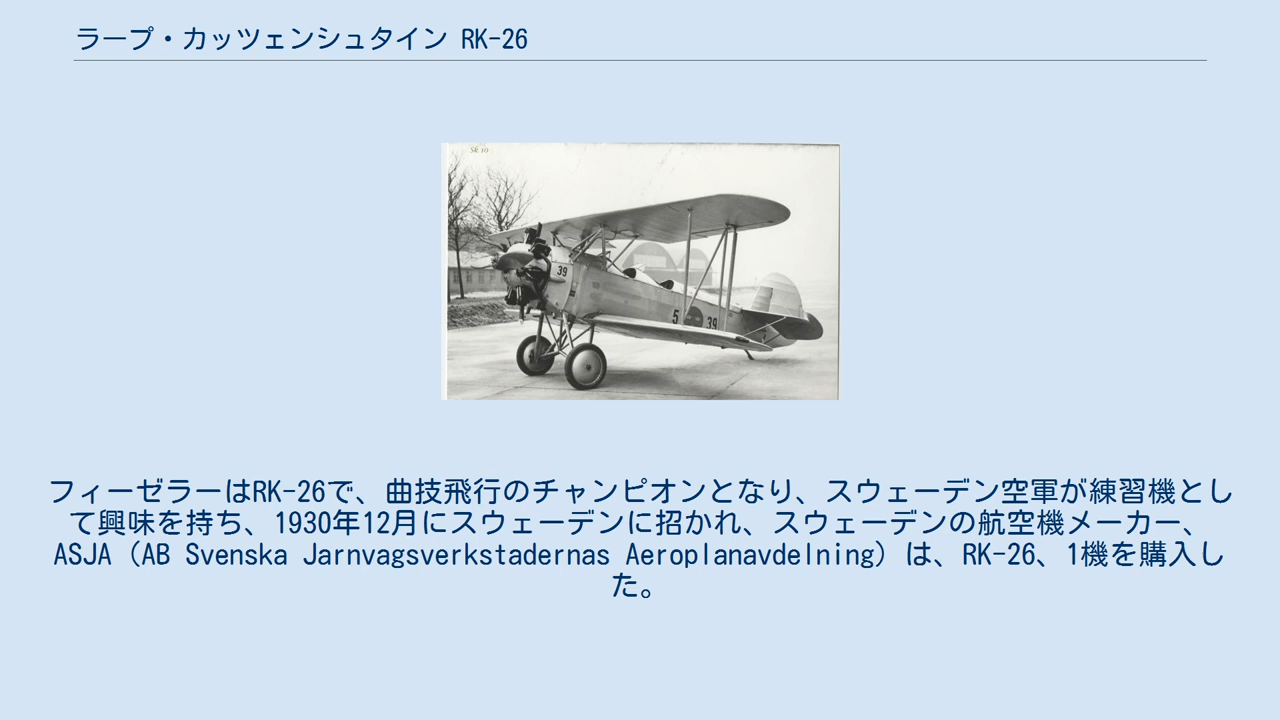 ラープ・カッツェンシュタイン RK-26
Sk 10
39
5 39
フィーゼラーはRK-26で、曲技飛行のチャンピオンとなり、スウェーデン空軍が練習機とし
て興味を持ち、1930年12月にスウェーデンに招かれ、スウェーデンの航空機メーカー、
ASJA（AB Svenska Jarnvagsverkstadernas Aeroplanavdelning）は、RK-26、1機を購入し
た。